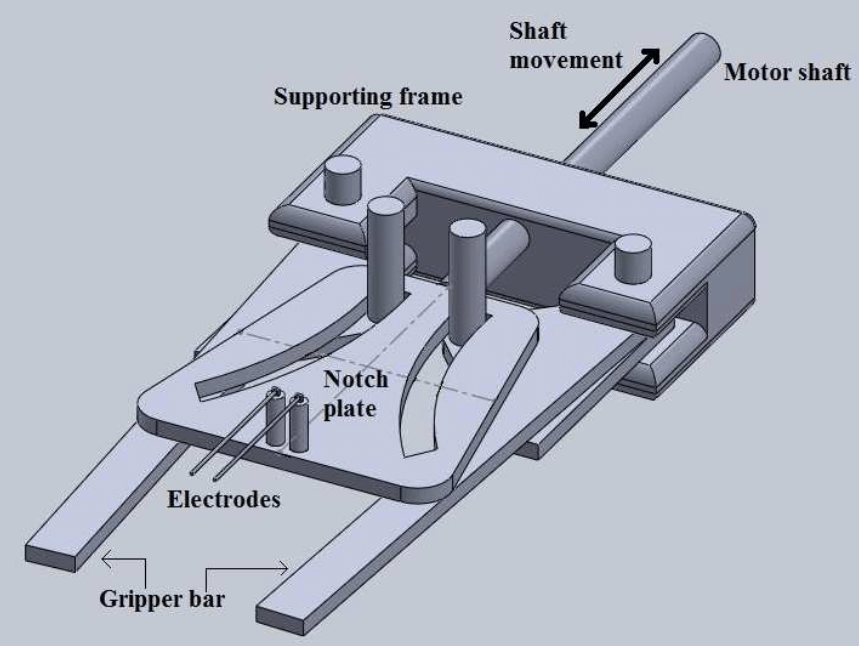 Shaft
movement
Motor shaft
Supporting frame
Notch
plate
Electrodes
Gripper bar